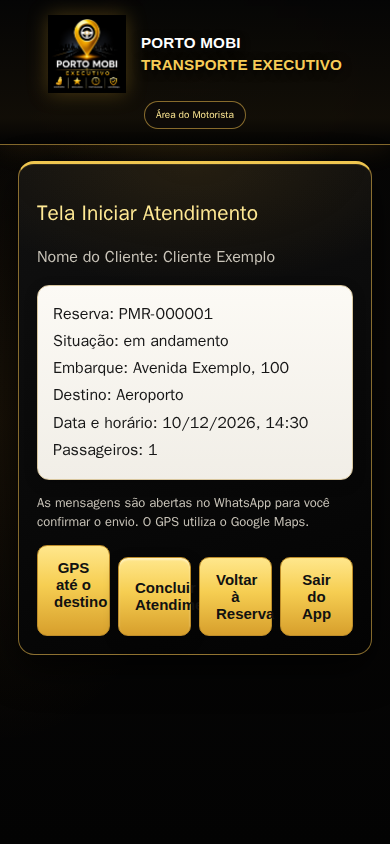 PORTO MOBI
EXECUTIVO
PORTO MOBI
TRANSPORTE EXECUTIVO
Área do Motorista
Tela Iniciar Atendimento
Nome do Cliente: Cliente Exemplo
Reserva: PMR-000001
Situação: em andamento
Embarque: Avenida Exemplo, 100
Destino: Aeroporto
Data e horário: 10/12/2026, 14:30
Passageiros: 1
As mensagens são abertas no WhatsApp para você
confirmar o envio. O GPS utiliza o Google Maps.
GPS
até o
destino
Conclui
Atendim
Voltar
à
Reserva
Sair
do
App